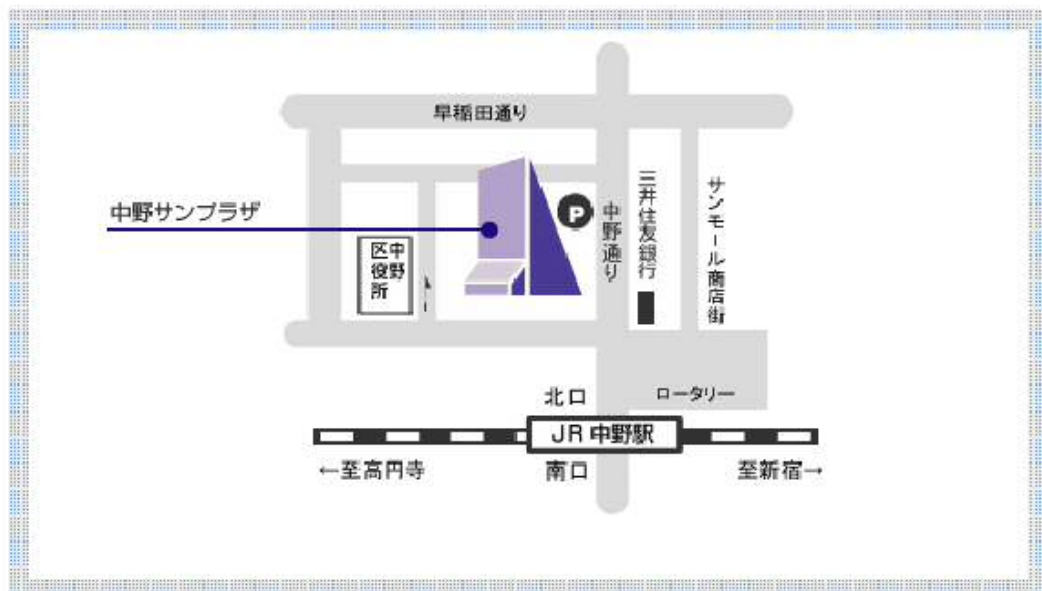 早稲田通り
中野サンプラザ
中野
区役所
P
中野通り
三井住友銀行
サンモール商店街
北口
ロータリー
JR 中野駅
南口
←至高円寺
至新宿→